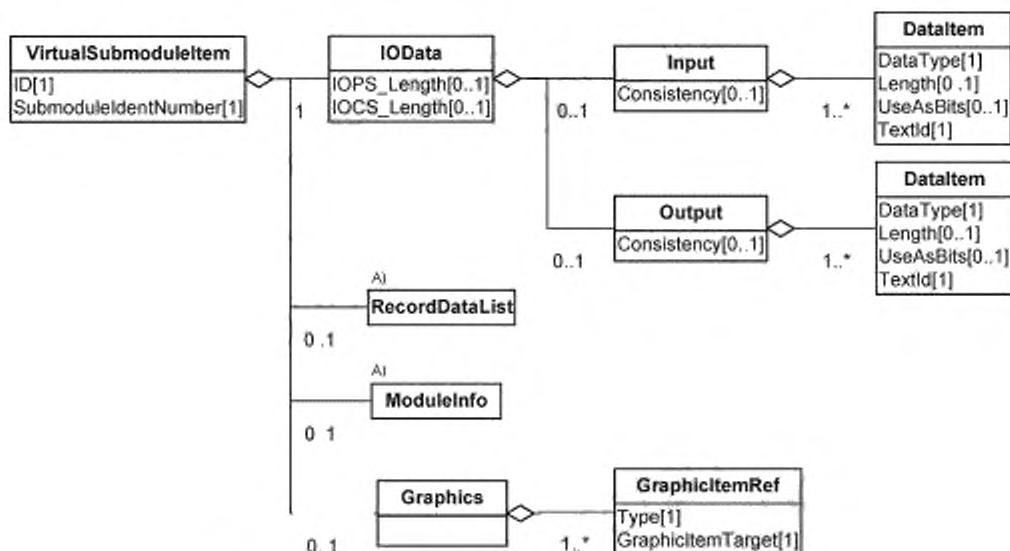 VirtualSubmoduleItem
ID[1]
SubmoduleIdentNumber[1]
1
IOData
IOPS_Length[0..1]
IOCS_Length[0..1]
0..1
Input
Consistency[0..1]
1..*
DataItem
DataType[1]
Length[0 .1]
UseAsBits[0..1]
TextId[1]
0..1
Output
Consistency[0..1]
1..*
DataItem
DataType[1]
Length[0..1]
UseAsBits[0..1]
TextId[1]
A)
RecordDataList
0 .1
A)
ModuleInfo
0 1
Graphics
0..1
1..*
GraphicItemRef
Type[1]
GraphicItemTarget[1]